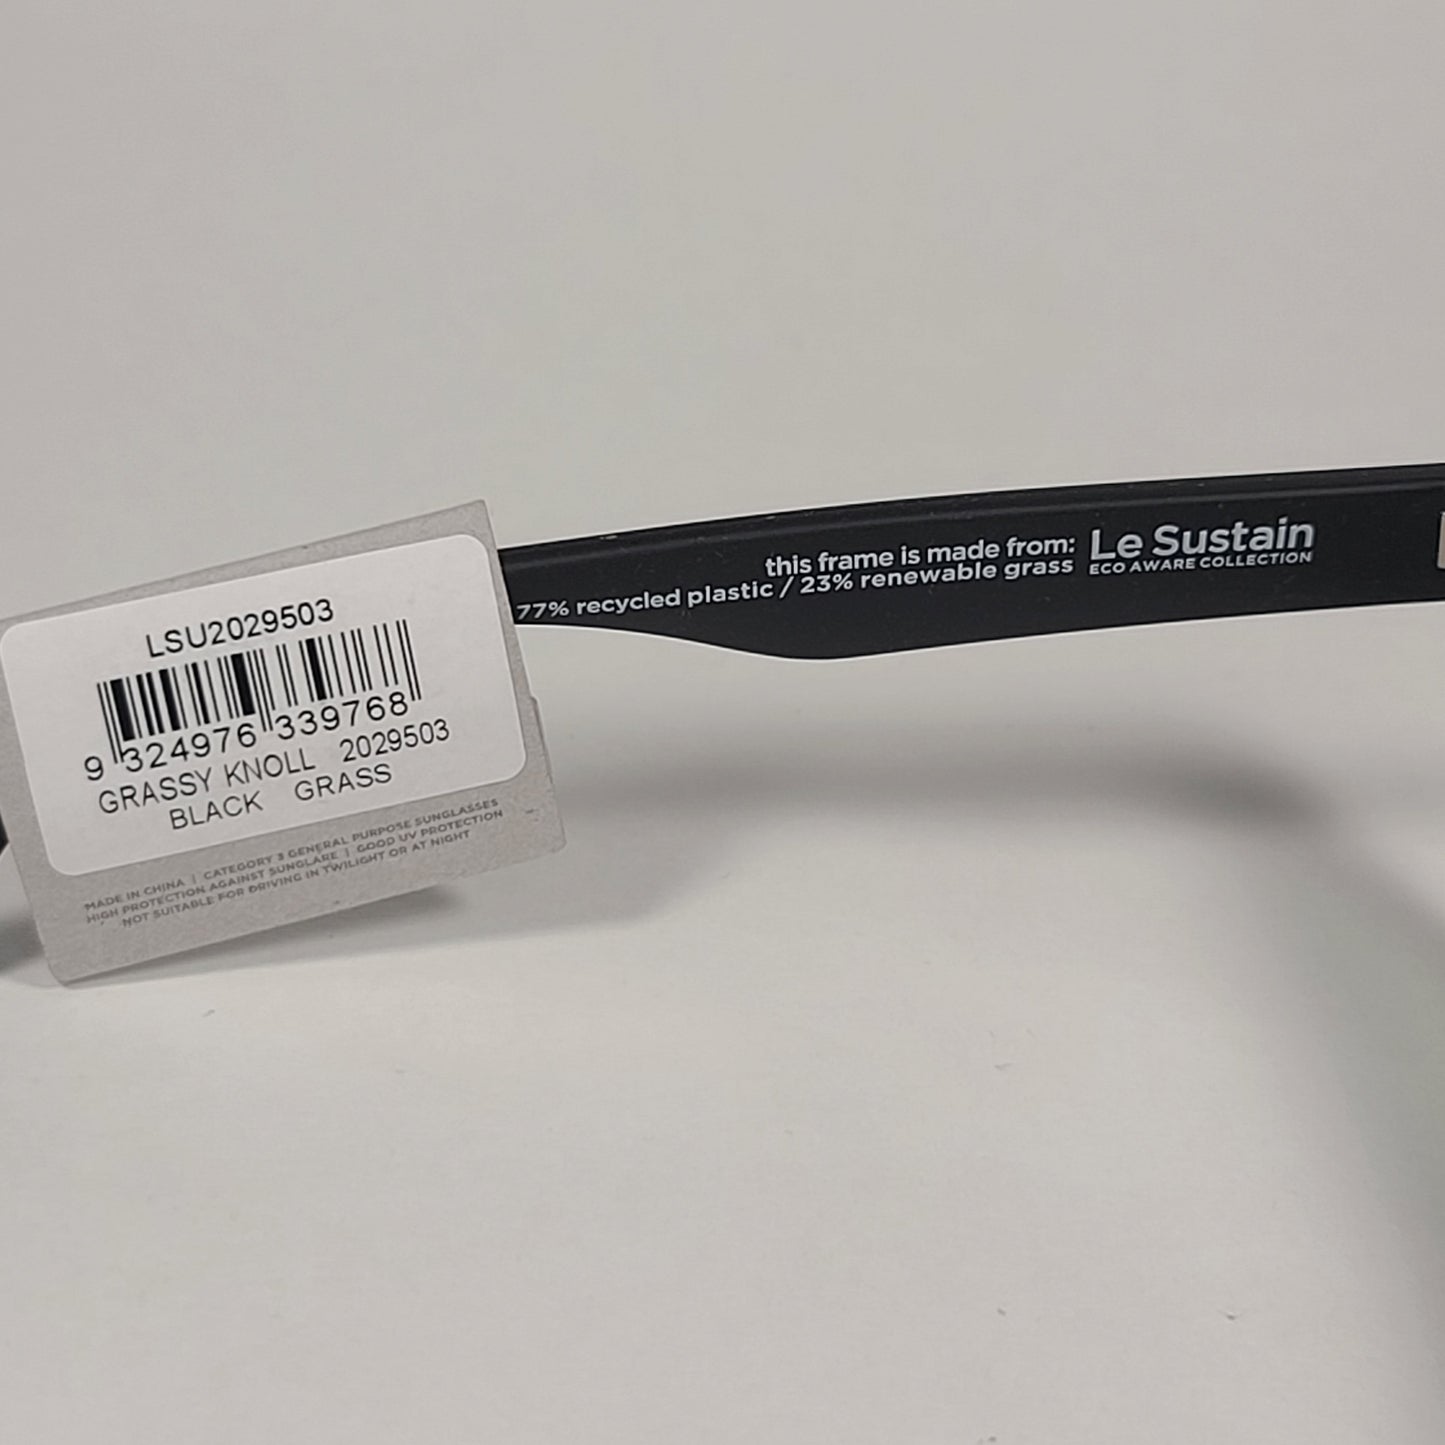 LSU2029503
9 324976 339768
GRASSY KNOLL 2029503
BLACK GRASS
MADE IN CHINA | CATEGORY 3 GENERAL PURPOSE SUNGLASSES
HIGH PROTECTION AGAINST SUNGLARE | GOOD UV PROTECTION
NOT SUITABLE FOR DRIVING IN TWILIGHT OR AT NIGHT
this frame is made from:
77% recycled plastic / 23% renewable grass
Le Sustain
ECO AWARE COLLECTION